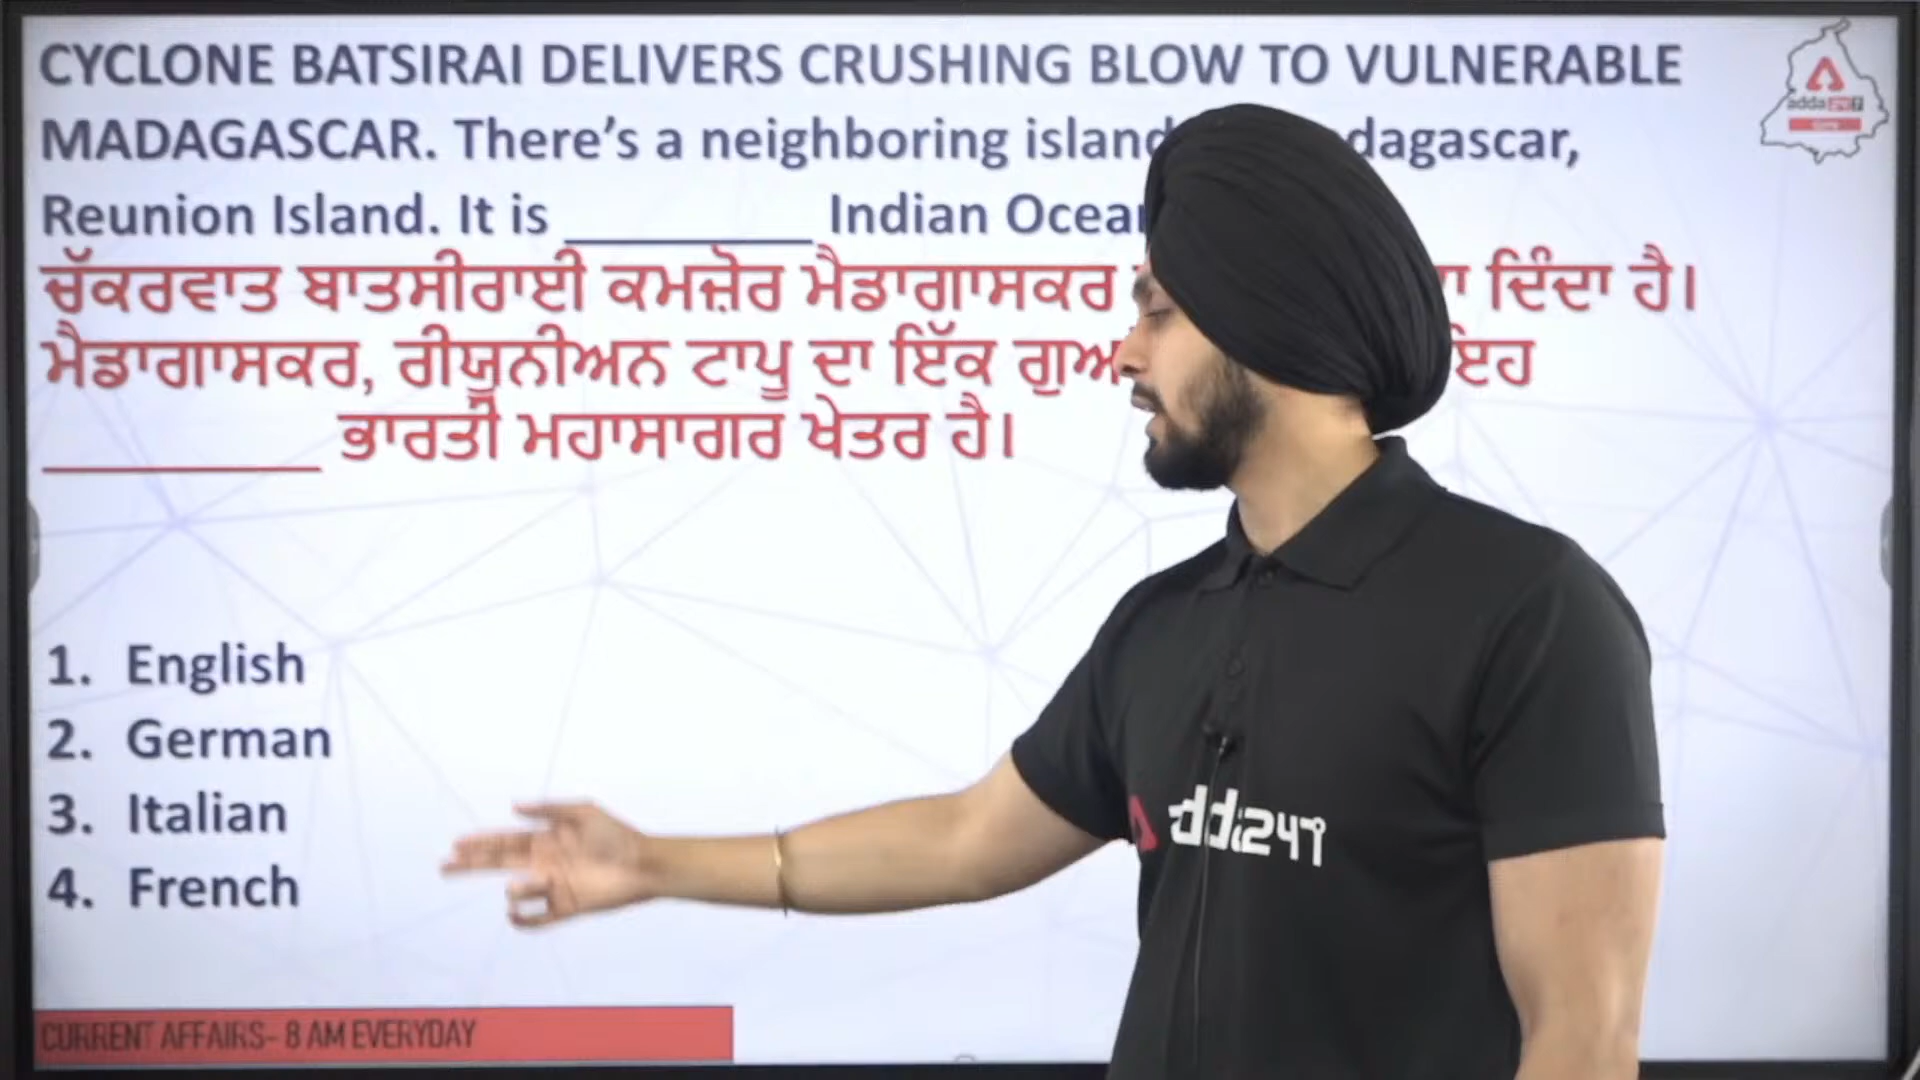 CYCLONE BATSIRAI DELIVERS CRUSHING BLOW TO VULNERABLE
MADAGASCAR. There’s a neighboring island dagascar,
Reunion Island. It is ________ Indian Ocean
ਚੱਕਰਵਾਤ ਬਾਤਸੀਰਾਈ ਕਮਜ਼ੋਰ ਮੈਡਾਗਾਸਕਰ ਦਿੰਦਾ ਹੈ।
ਮੈਡਾਗਾਸਕਰ, ਰੀਯੂਨੀਅਨ ਟਾਪੂ ਦਾ ਇੱਕ ਇਹ
________ ਭਾਰਤੀ ਮਹਾਸਾਗਰ ਖੇਤਰ ਹੈ।
1. English
2. German
3. Italian
4. French
CURRENT AFFAIRS- 8 AM EVERYDAY
adda247
adda247